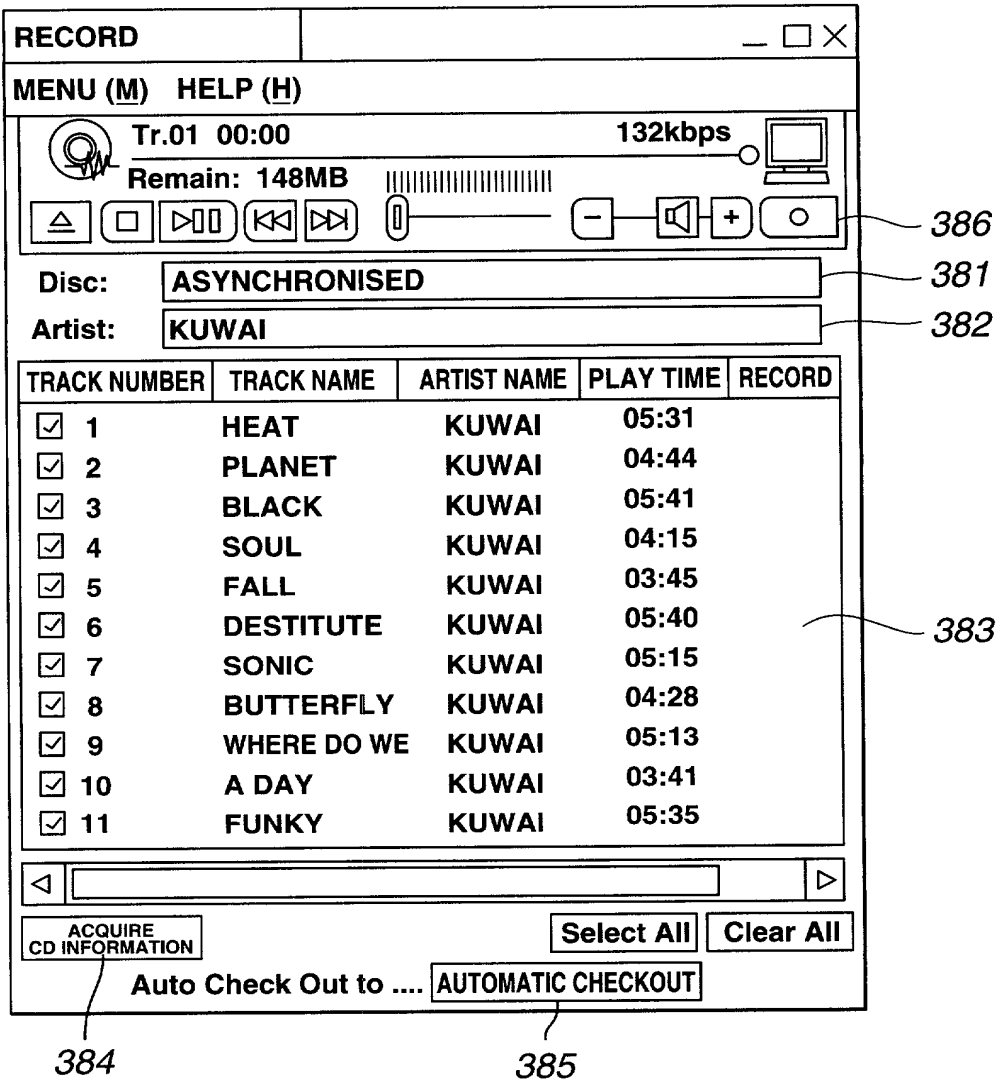 RECORD
MENU (M) HELP (H)
Tr.01 00:00 132kbps
Remain: 148MB
386
Disc: ASYNCHRONISED 381
Artist: KUWAI 382
TRACK NUMBER TRACK NAME ARTIST NAME PLAY TIME RECORD
1 HEAT KUWAI 05:31
2 PLANET KUWAI 04:44
3 BLACK KUWAI 05:41
4 SOUL KUWAI 04:15
5 FALL KUWAI 03:45
6 DESTITUTE KUWAI 05:40 383
7 SONIC KUWAI 05:15
8 BUTTERFLY KUWAI 04:28
9 WHERE DO WE KUWAI 05:13
10 A DAY KUWAI 03:41
11 FUNKY KUWAI 05:35
ACQUIRE
CD INFORMATION
Select All Clear All
Auto Check Out to .... AUTOMATIC CHECKOUT
384 385